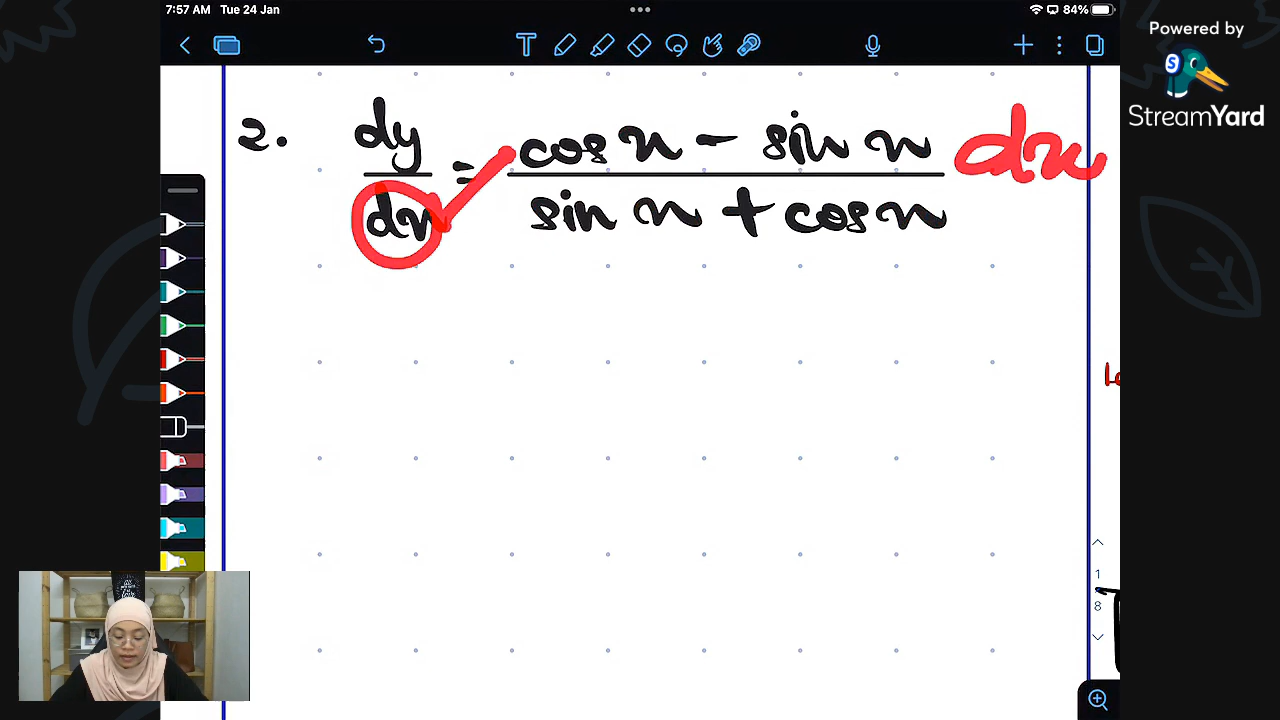 7:57 AM Tue 24 Jan
84%
Powered by
StreamYard
2. dy/dx = (cos x - sin x)/(sin x + cos x) dx
1
8